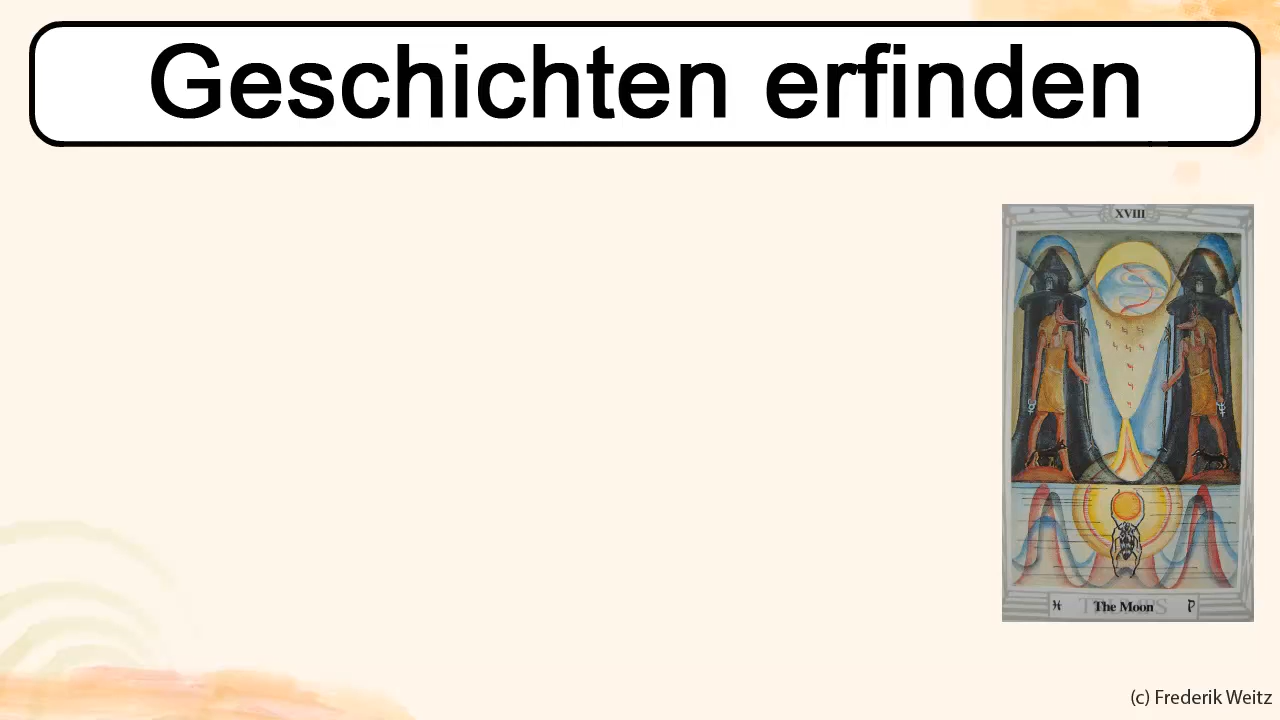 Geschichten erfinden
XVIII
The Moon
(c) Frederik Weitz